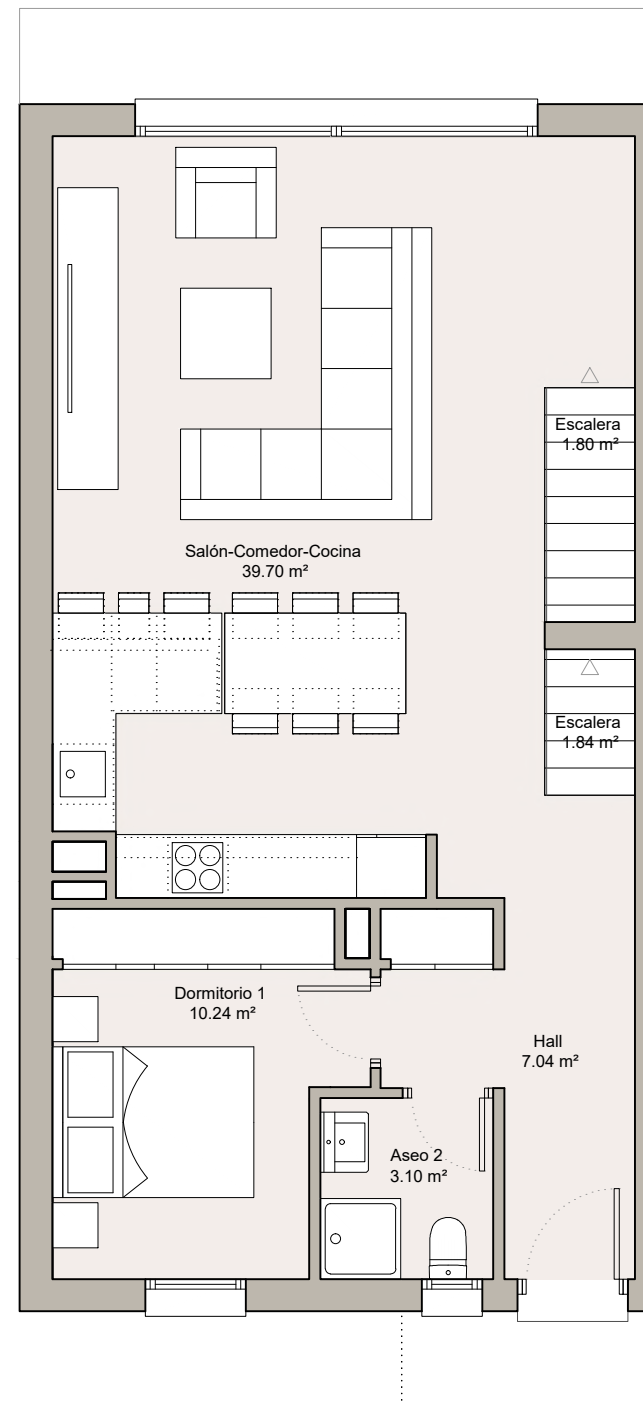 Escalera
1.80 m²
Salón-Comedor-Cocina
39.70 m²
Escalera
1.84 m²
Dormitorio 1
10.24 m²
Hall
7.04 m²
Aseo 2
3.10 m²